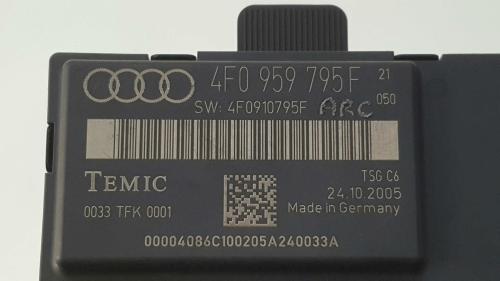 4F0 959 795F 21
SW: 4F0910795F ARC 050
TEMIC TSG C6
24.10.2005
0033 TFK 0001 Made in Germany
00004086C100205A240033A